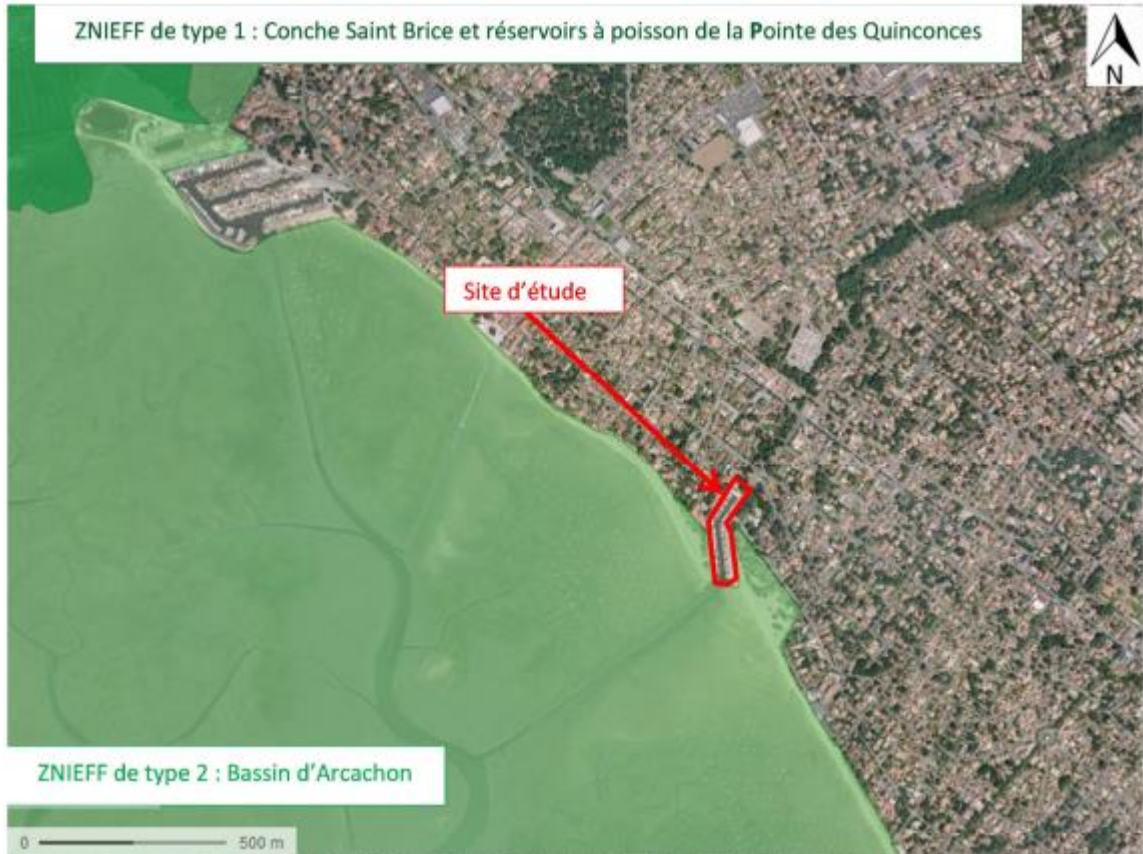 ZNIEFF de type 1 : Conche Saint Brice et réservoirs à poisson de la Pointe des Quinconces
N
Site d'étude
ZNIEFF de type 2 : Bassin d'Arcachon
0 500 m